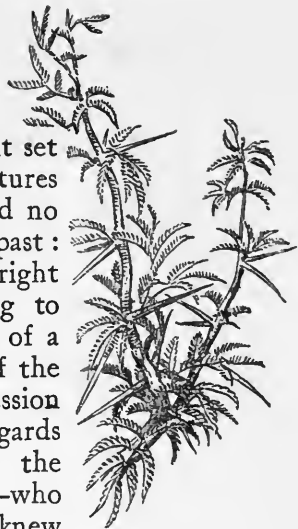 t set
tures
d no
oast :
right
g to
of a
f the
ssion
gards
the
–who
knew